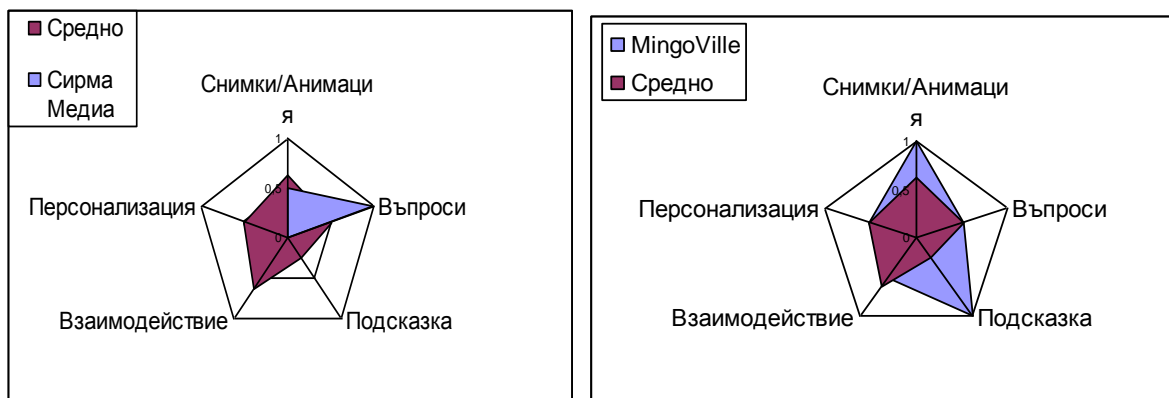 Средно
Сирма
Медиа
Снимки/Анимаци
я
1
0,5
0
Персонализация
Въпроси
Взаимодействие
Подсказка
MingoVille
Средно
Снимки/Анимаци
я
1
0,5
0
Персонализация
Въпроси
Взаимодействие
Подсказка